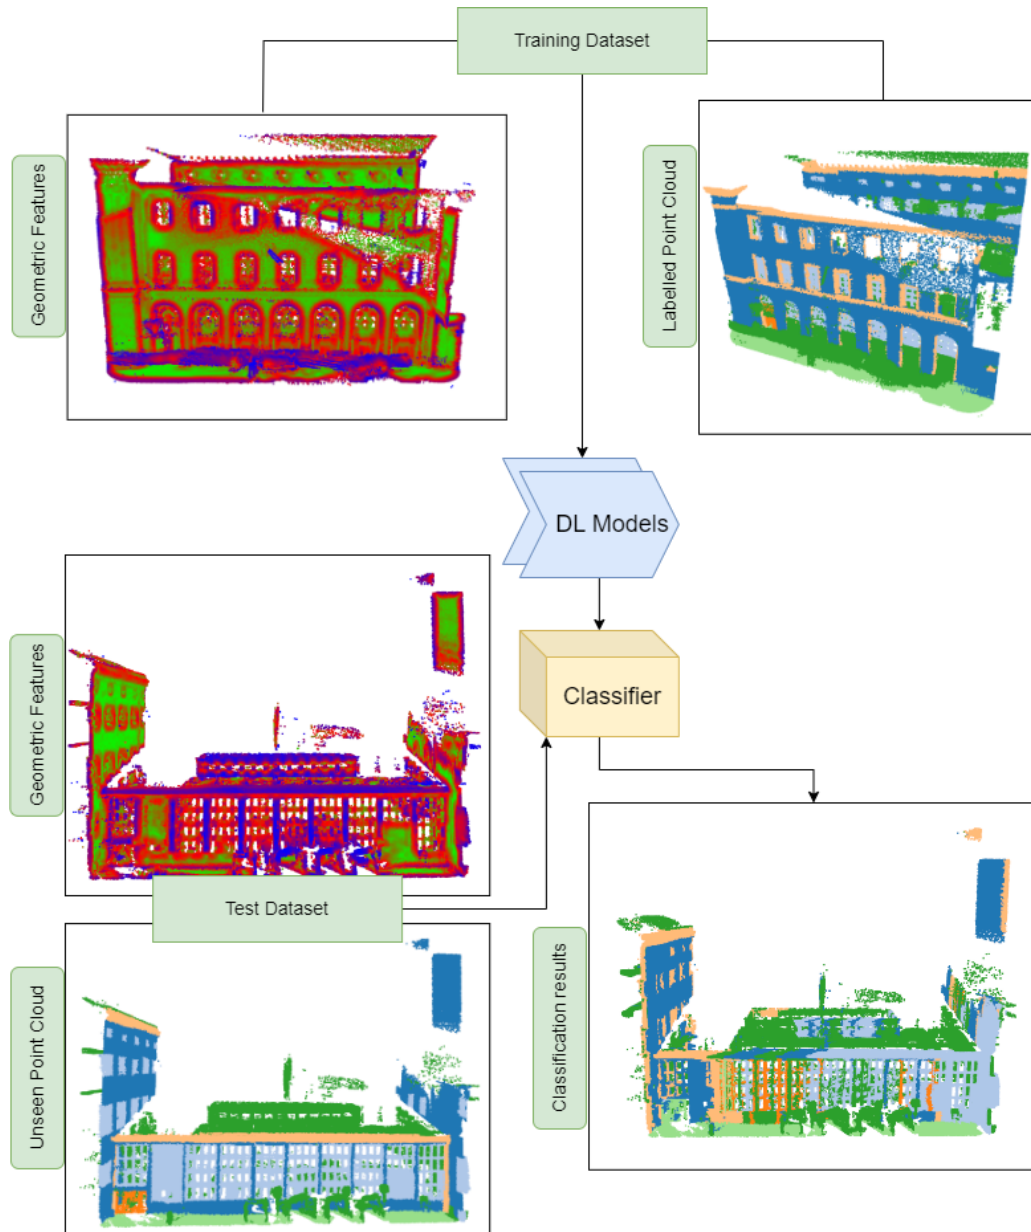 Training Dataset
Geometric Features
Labelled Point Cloud
DL Models
Geometric Features
Classifier
Test Dataset
Unseen Point Cloud
Classification results